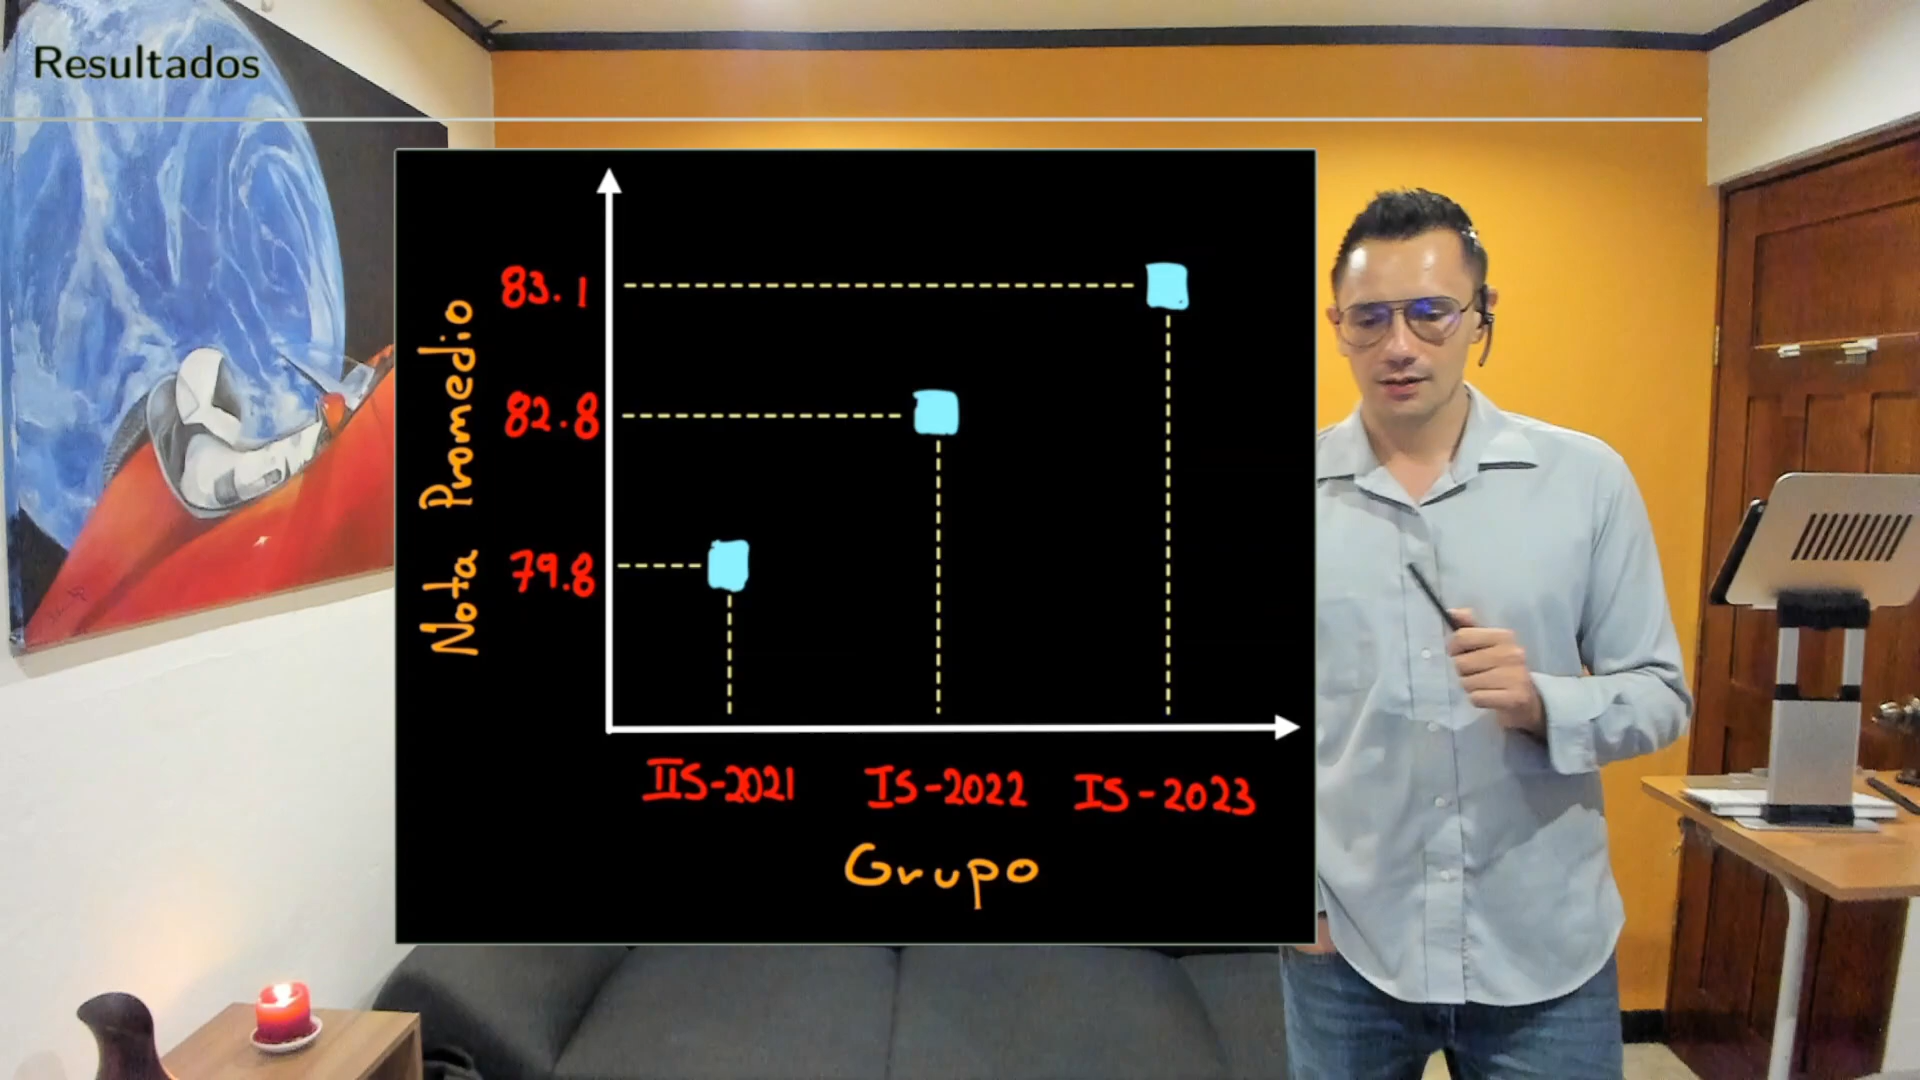 Resultados
Nota Promedio
83.1
82.8
79.8
IIS-2021
IS-2022
IS-2023
Grupo